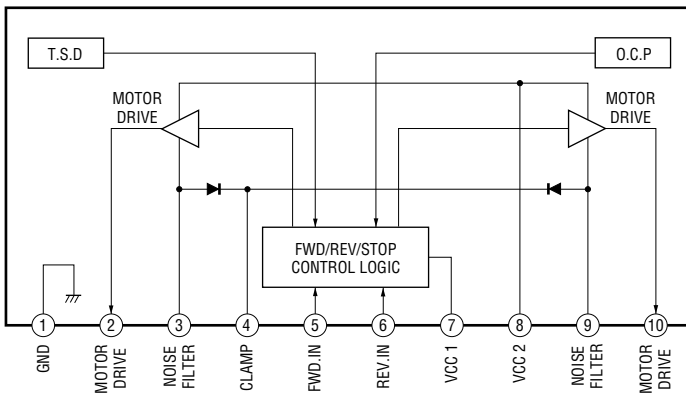 T.S.D
O.C.P
MOTOR
DRIVE
MOTOR
DRIVE
FWD/REV/STOP
CONTROL LOGIC
1
2
3
4
5
6
7
8
9
10
GND
MOTOR
DRIVE
NOISE
FILTER
CLAMP
FWD.IN
REV.IN
VCC 1
VCC 2
NOISE
FILTER
MOTOR
DRIVE